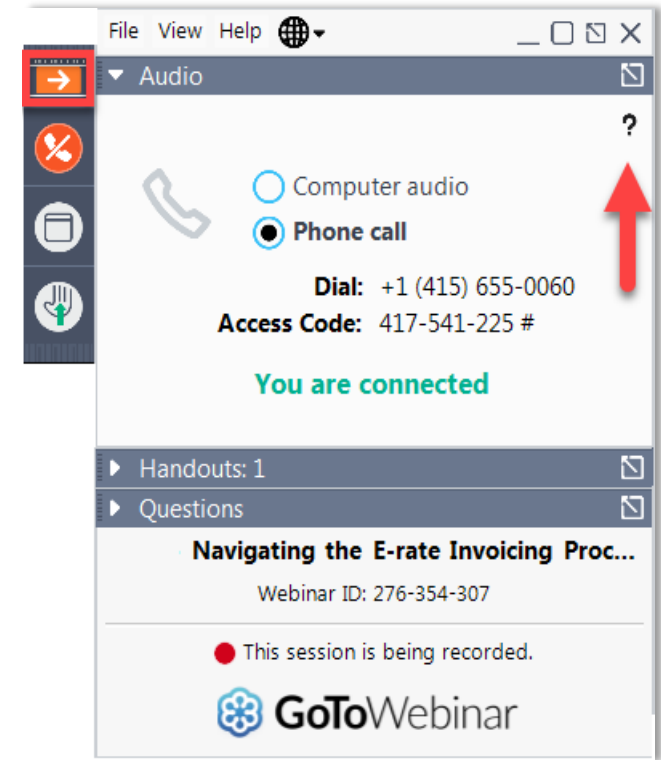 File View Help
Audio
?
Computer audio
Phone call
Dial: +1 (415) 655-0060
Access Code: 417-541-225 #
You are connected
Handouts: 1
Questions
Navigating the E-rate Invoicing Proc...
Webinar ID: 276-354-307
This session is being recorded.
GoToWebinar